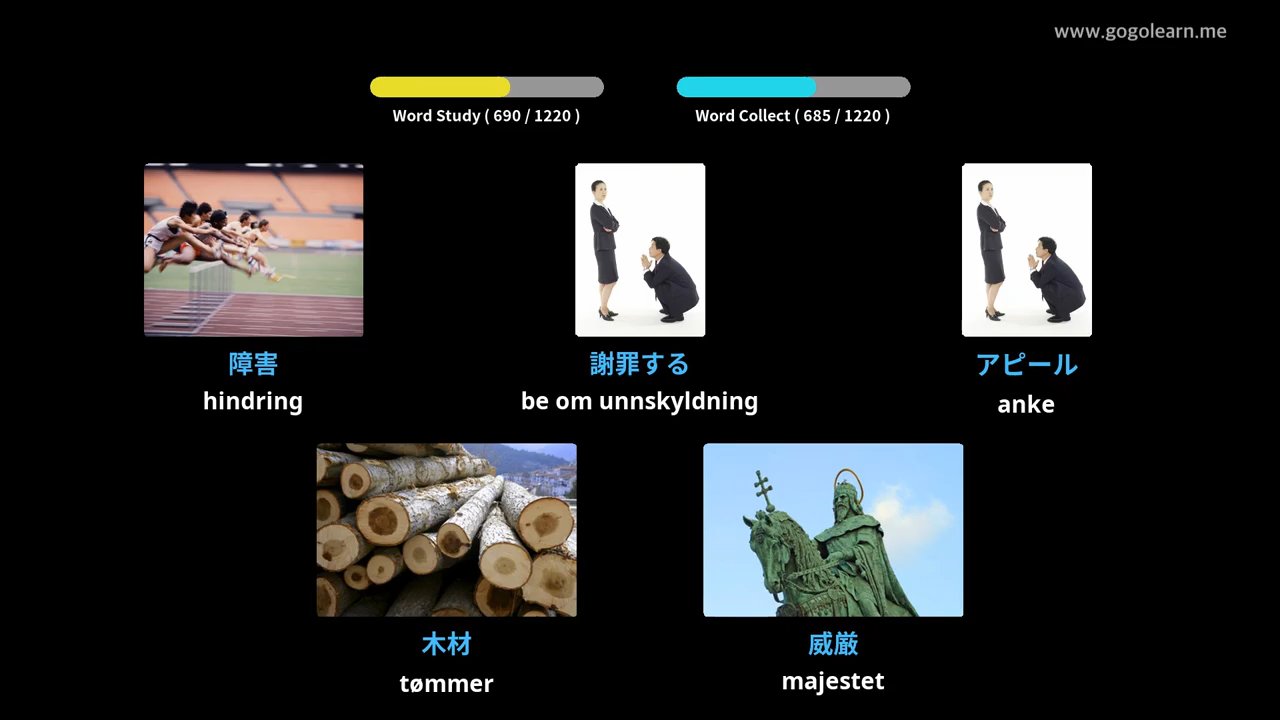 www.gogolearn.me
Word Study ( 690 / 1220 )
Word Collect ( 685 / 1220 )
障害
hindring
謝罪する
be om unnskyldning
アピール
anke
木材
tømmer
威厳
majestet